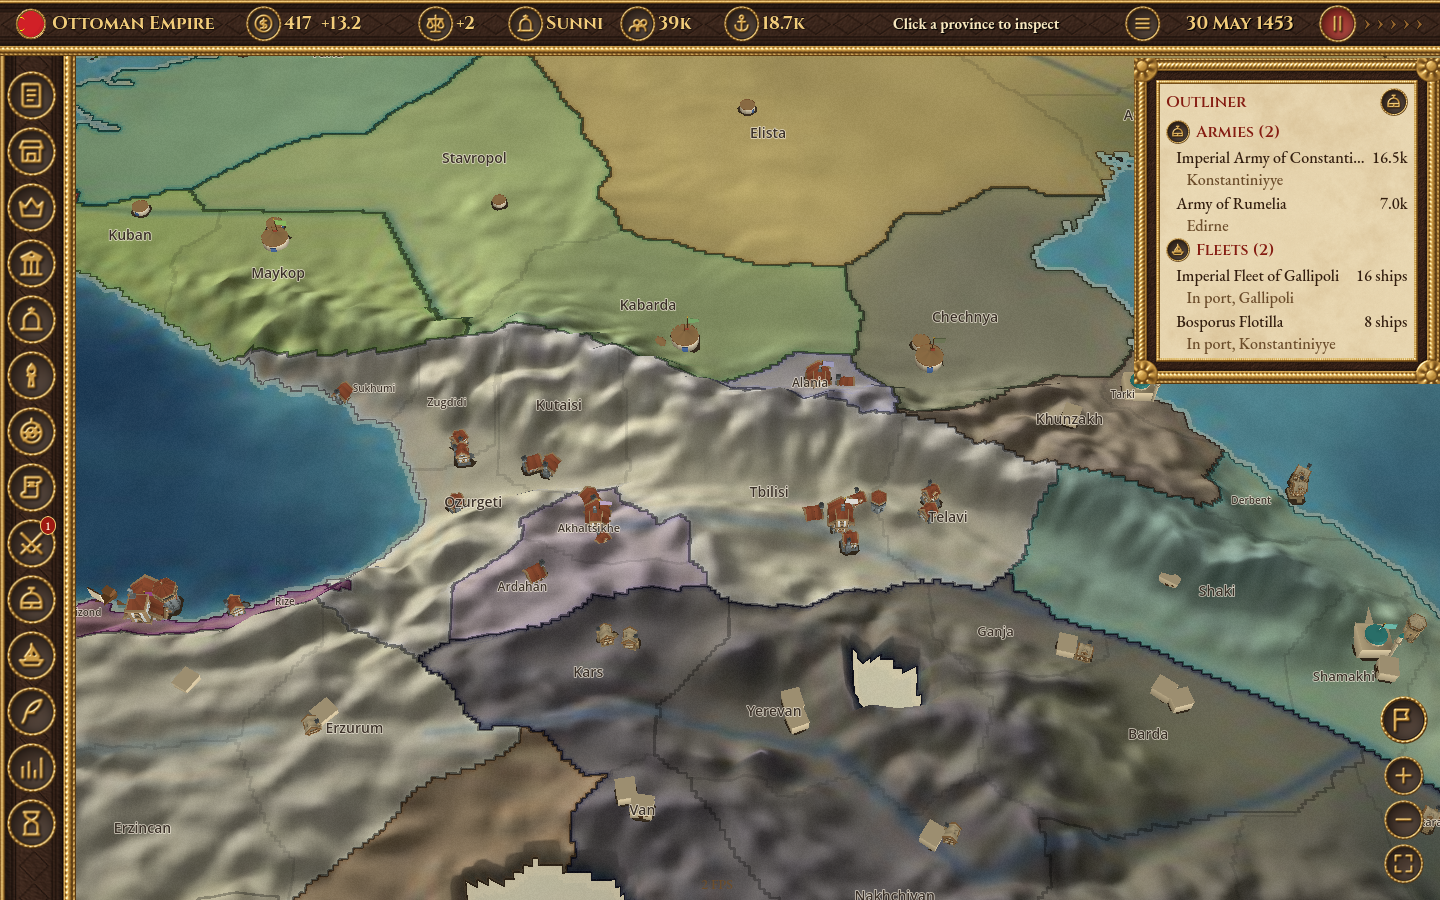 OTTOMAN EMPIRE 417 +13.2 +2 SUNNI 39K 18.7K Click a province to inspect 30 MAY 1453
OUTLINER
ARMIES (2)
Imperial Army of Constanti... 16.5k
Konstantiniyye
Army of Rumelia 7.0k
Edirne
FLEETS (2)
Imperial Fleet of Gallipoli 16 ships
In port, Gallipoli
Bosporus Flotilla 8 ships
In port, Konstantiniyye
1
Elista
Stavropol
Kuban
Maykop
Kabarda
Chechnya
Alania
Sukhumi
Zugdidi
Kutaisi
Tarki
Khunzakh
Tbilisi
Ozurgeti
Telavi
Derbent
Akhaltsikhe
Ardahan
Shaki
Rize
zond
Ganja
Kars
Shamakhi
Yerevan
Erzurum
Barda
Van
Erzincan
Nakhchivan